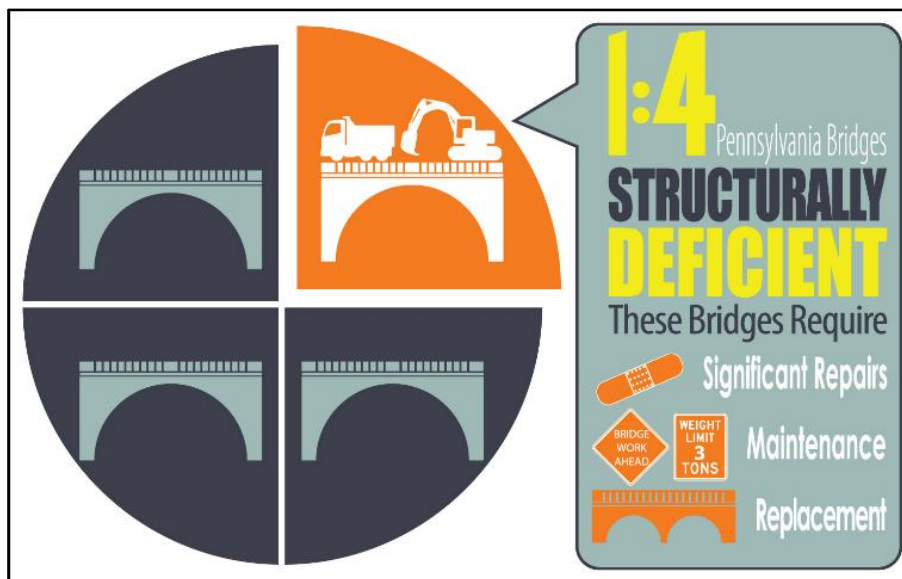 1:4
Pennsylvania Bridges
STRUCTURALLY
DEFICIENT
These Bridges Require
Significant Repairs
BRIDGE
WORK
AHEAD
WEIGHT
LIMIT
3
TONS
Maintenance
Replacement